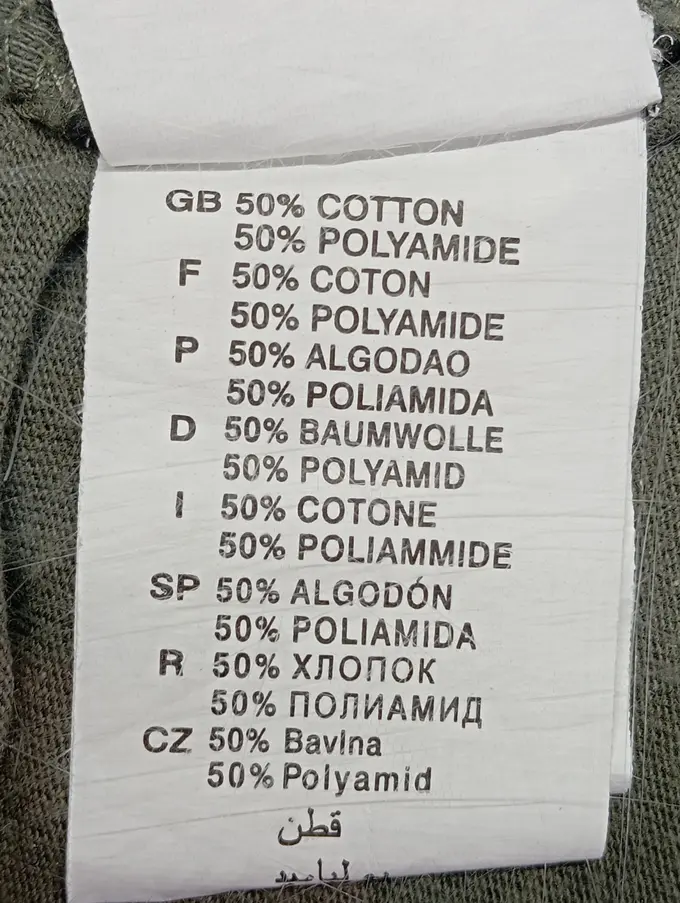 GB 50% COTTON
50% POLYAMIDE
F 50% COTON
50% POLYAMIDE
P 50% ALGODAO
50% POLIAMIDA
D 50% BAUMWOLLE
50% POLYAMID
I 50% COTONE
50% POLIAMMIDE
SP 50% ALGODÓN
50% POLIAMIDA
R 50% ХЛОПОК
50% ПОЛИАМИД
CZ 50% Bavlna
50% Polyamid
قطن